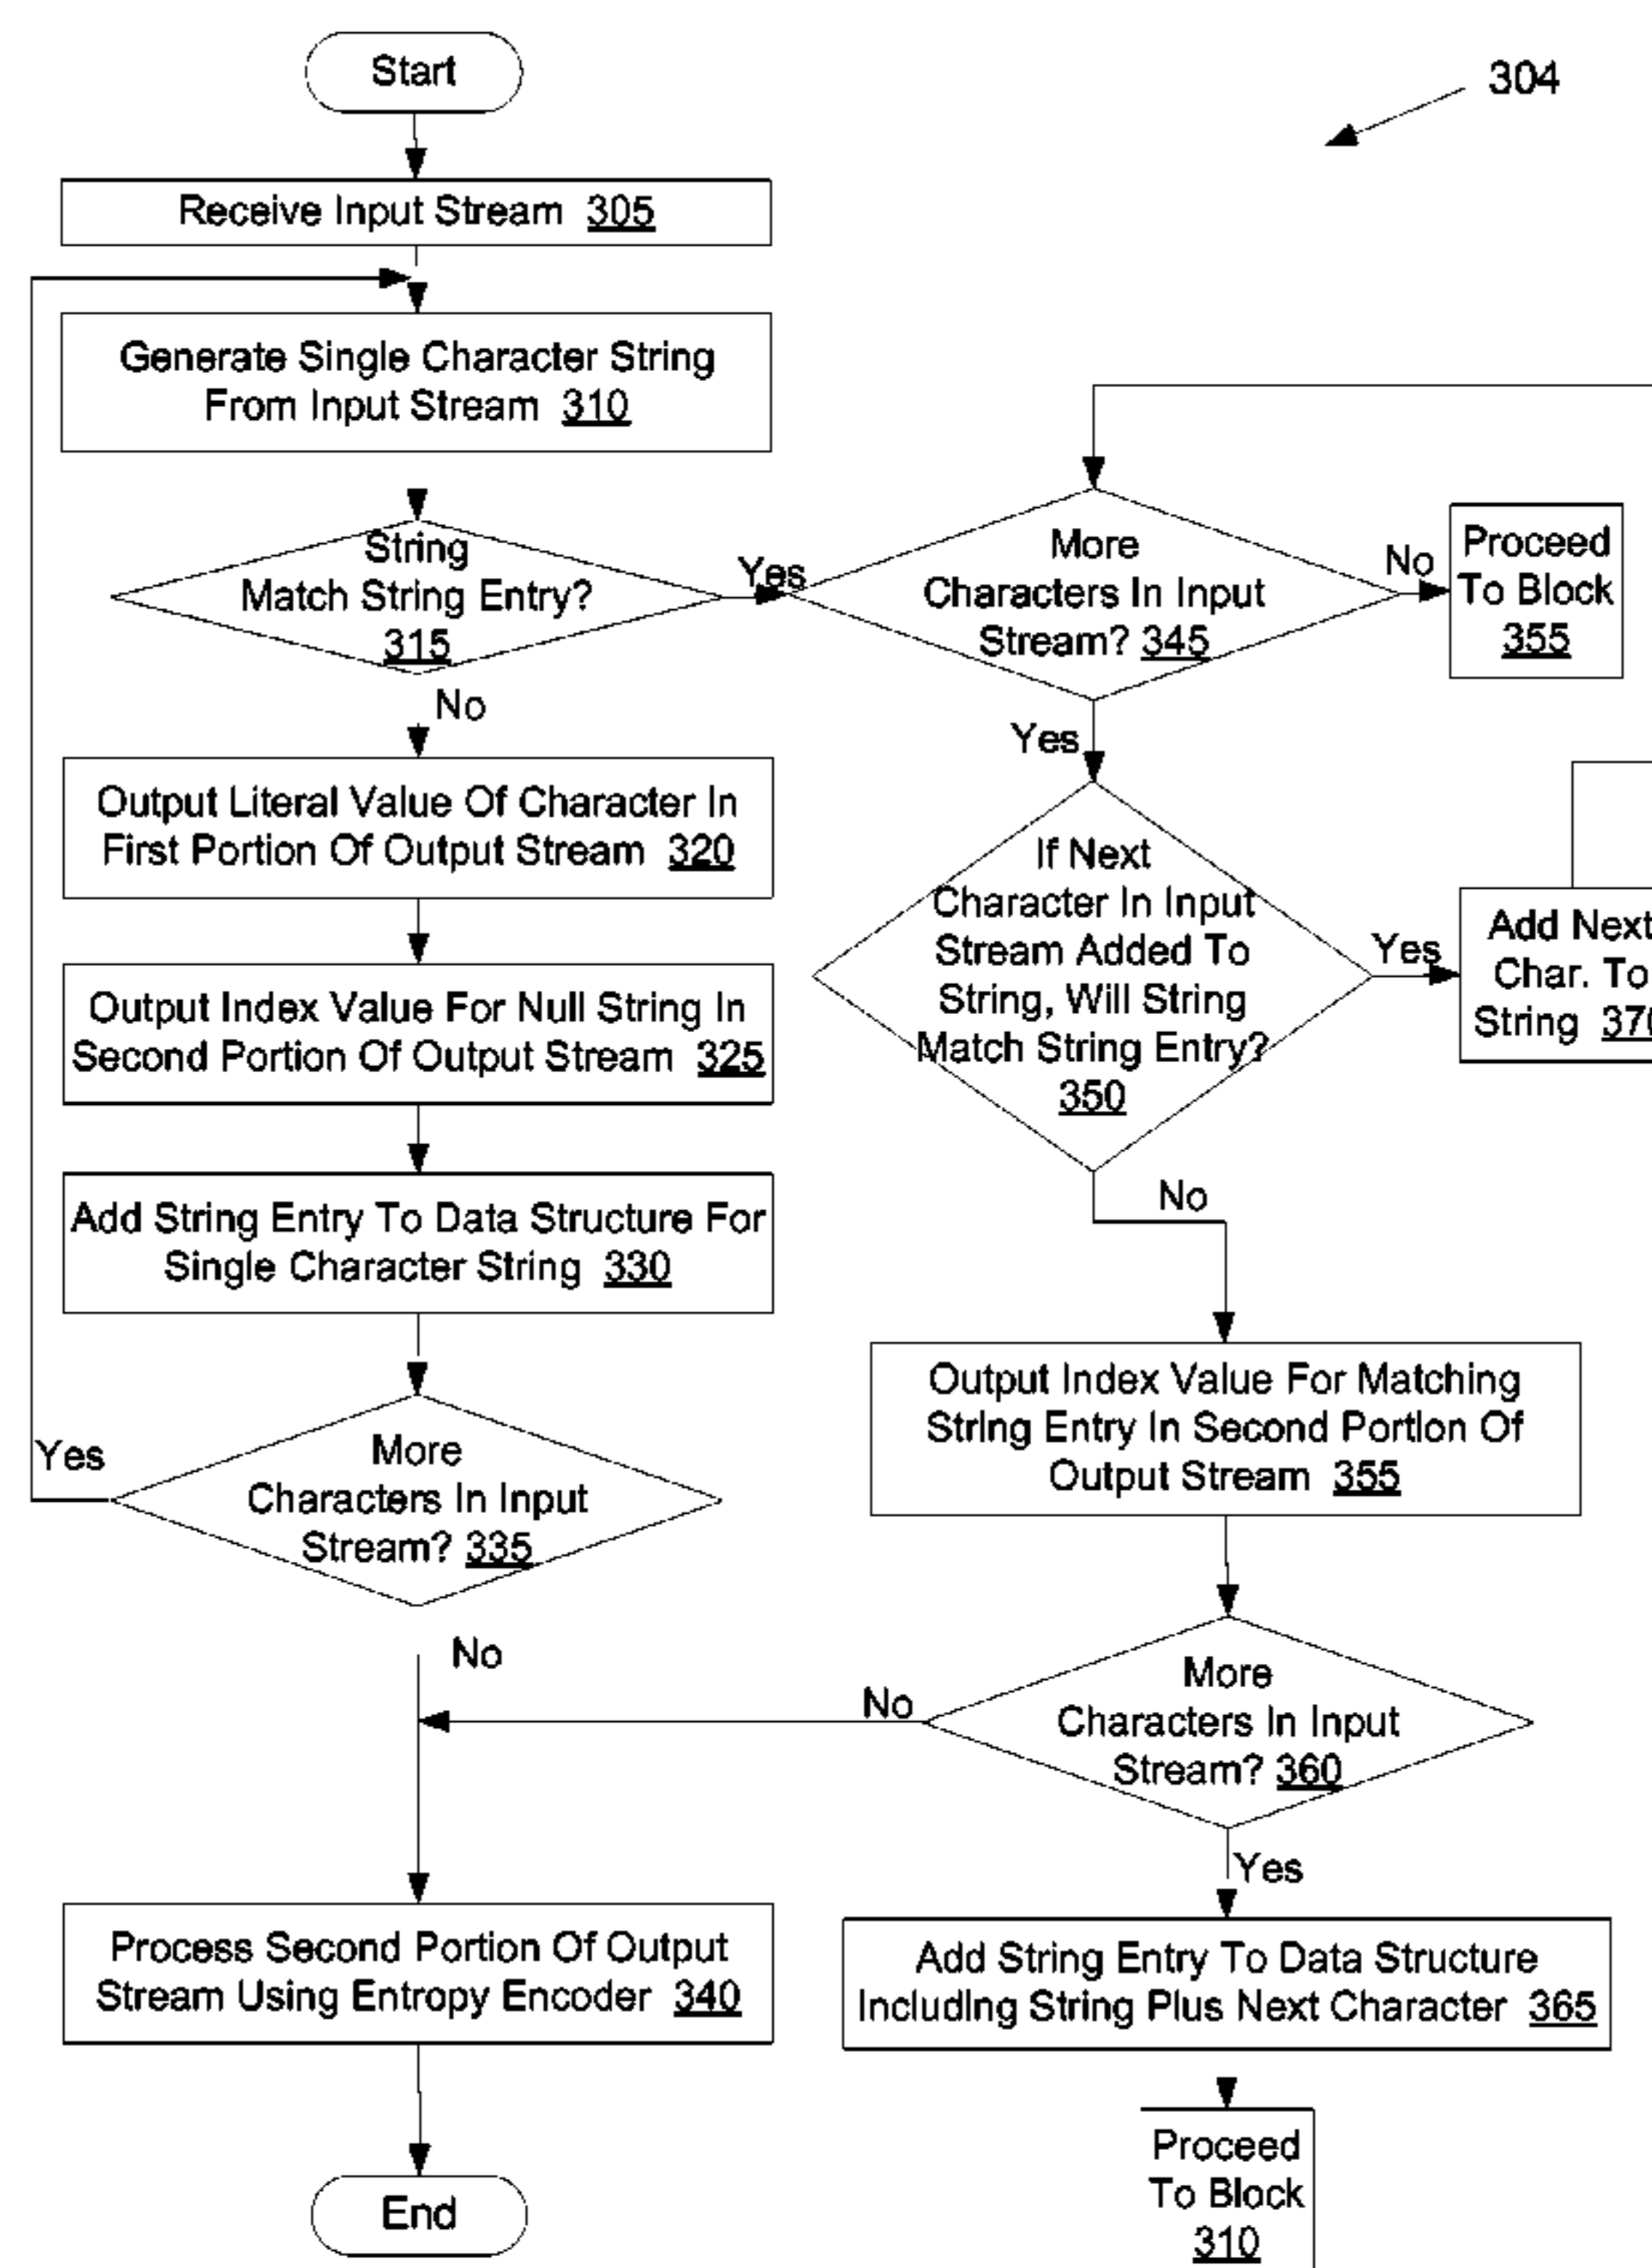 Start
304
Receive Input Stream 305
Generate Single Character String
From Input Stream 310
String
Match String Entry?
315
Yes
No
More
Characters In Input
Stream? 345
No
Yes
Proceed
To Block
355
Output Literal Value Of Character In
First Portion Of Output Stream 320
If Next
Character In Input
Stream Added To
String, Will String
Match String Entry?
350
Yes
No
Add Next
Char. To
String
Output Index Value For Null String In
Second Portion Of Output Stream 325
Add String Entry To Data Structure For
Single Character String 330
Yes
More
Characters In Input
Stream? 335
No
Output Index Value For Matching
String Entry In Second Portion Of
Output Stream 355
No
More
Characters In Input
Stream? 360
Yes
Process Second Portion Of Output
Stream Using Entropy Encoder 340
Add String Entry To Data Structure
Including String Plus Next Character 365
End
Proceed
To Block
310